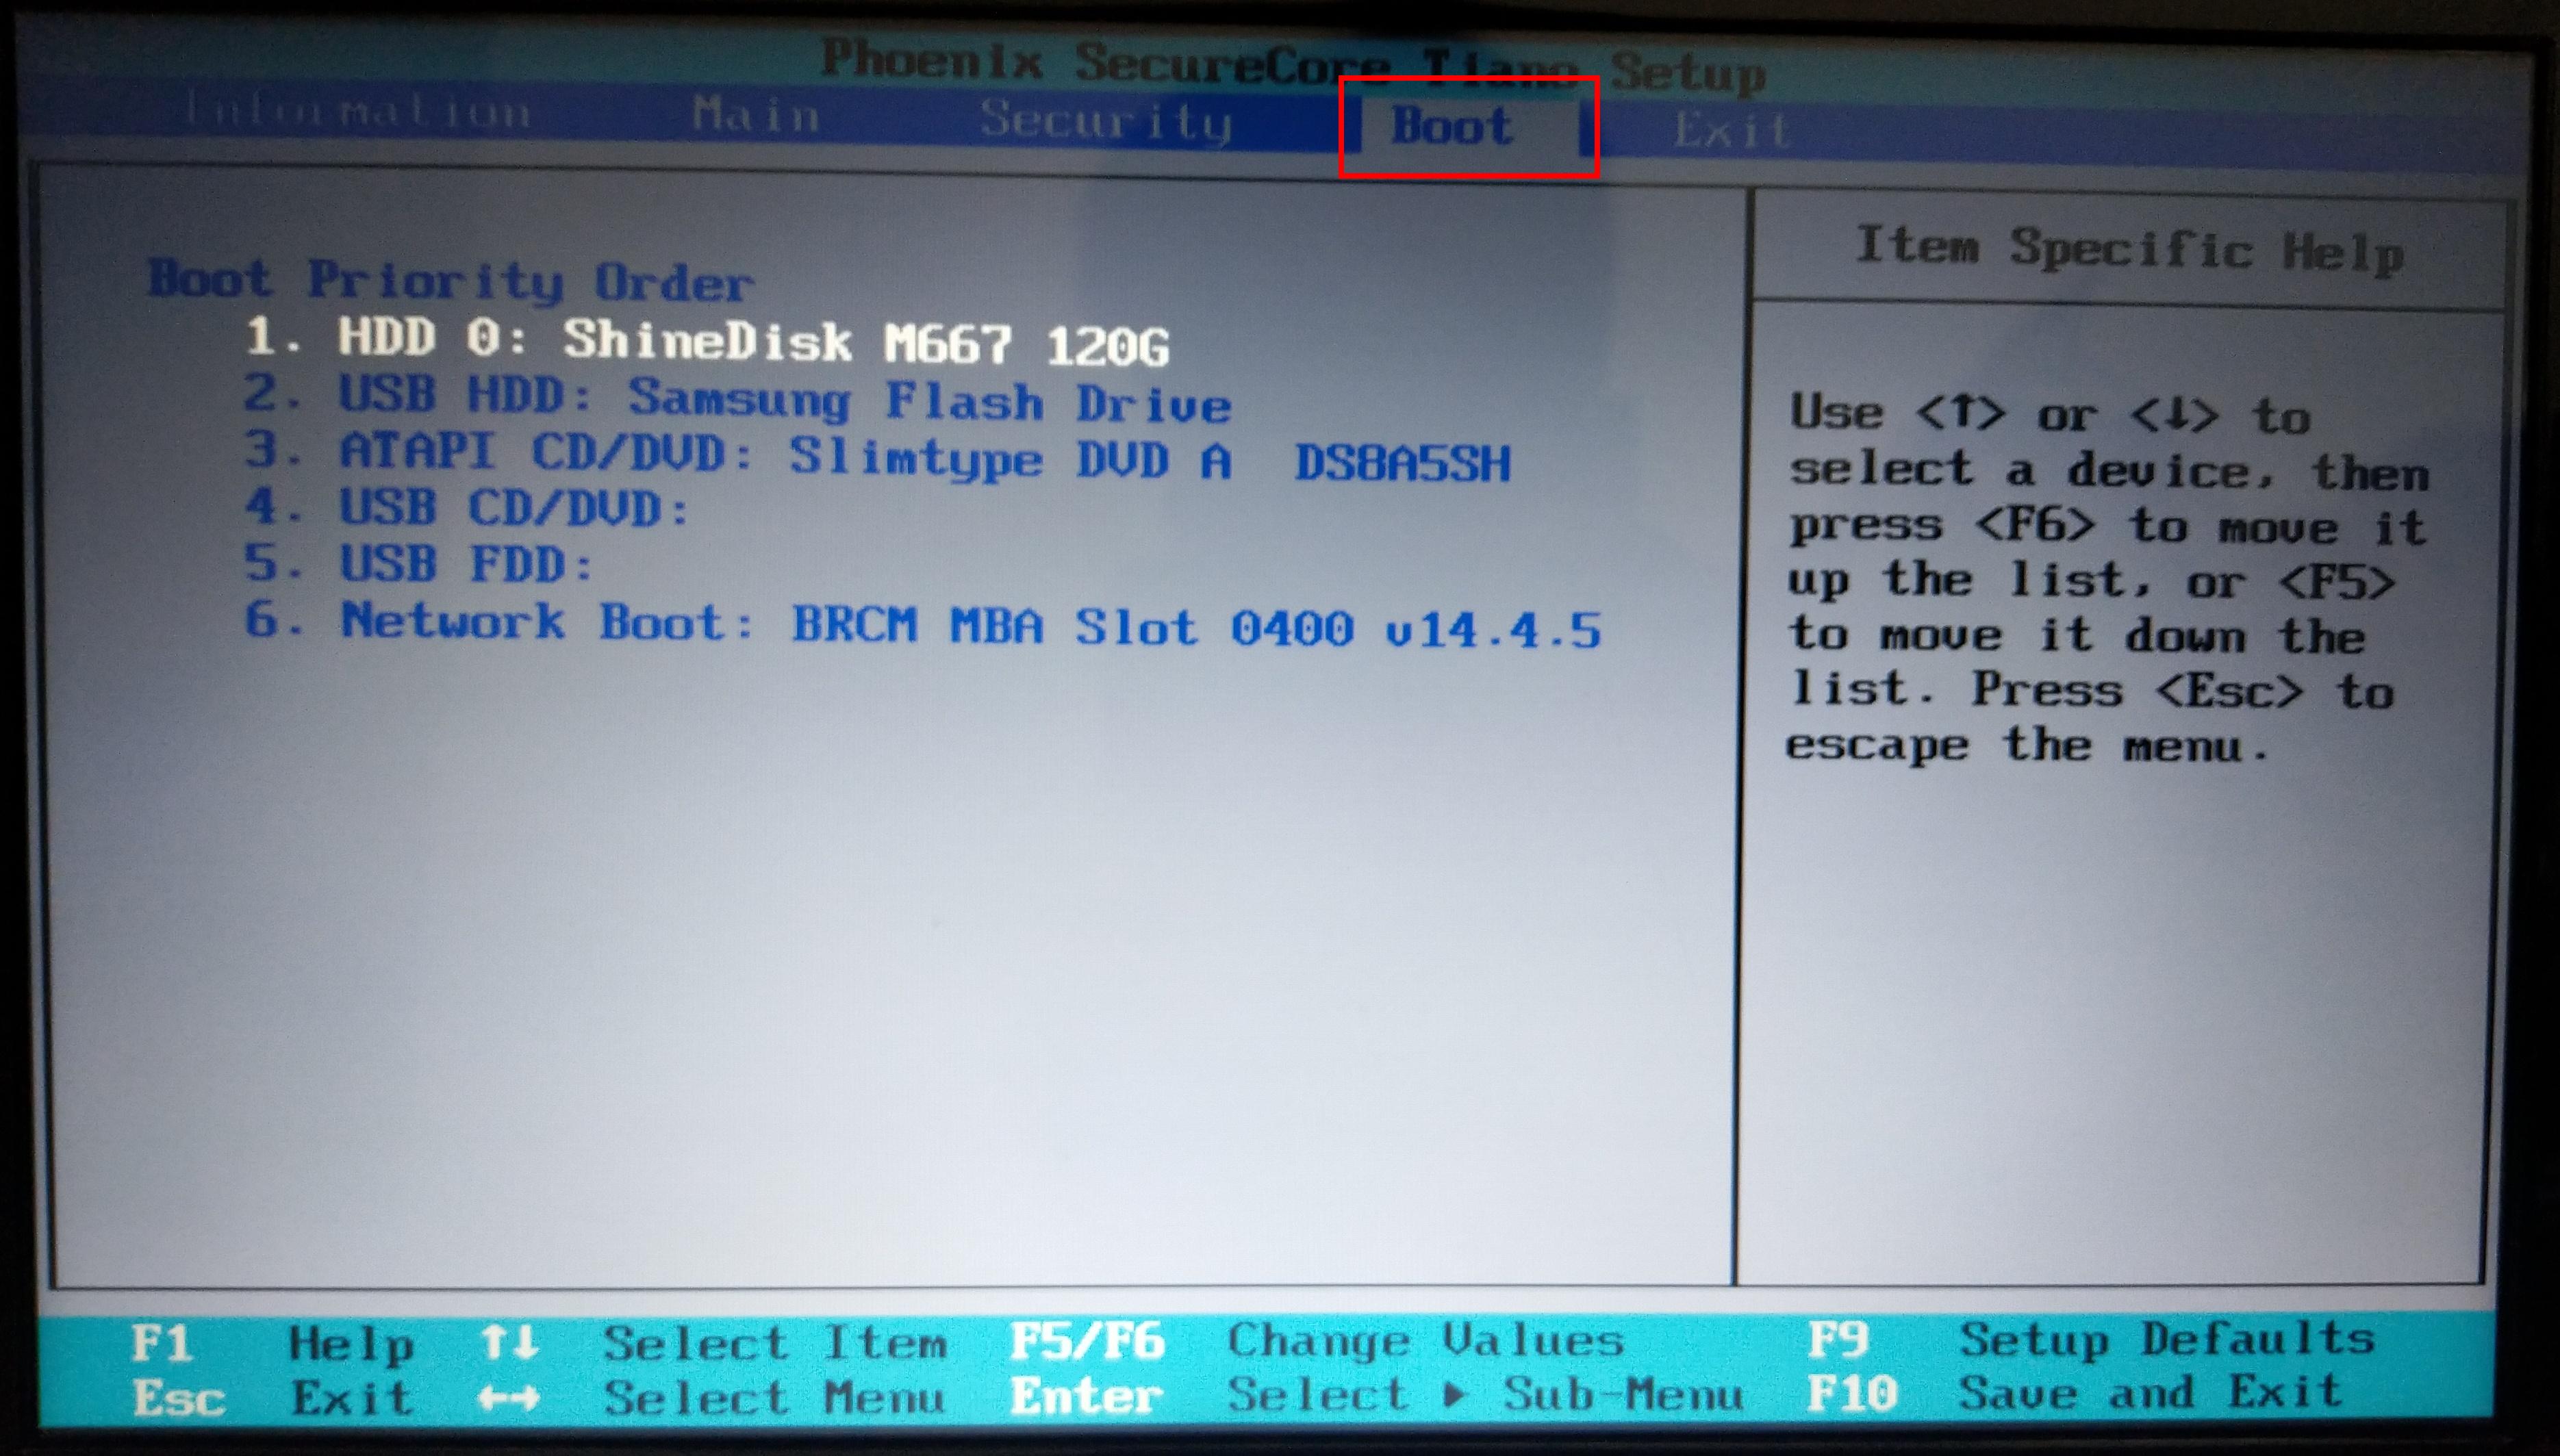 Phoenix SecureCore Tiano Setup
Information Main Security Boot Exit
Boot Priority Order
1. HDD 0: ShineDisk M667 120G
2. USB HDD: Samsung Flash Drive
3. ATAPI CD/DVD: Slimtype DVD A DS8A5SH
4. USB CD/DVD:
5. USB FDD:
6. Network Boot: BRCM MBA Slot 0400 v14.4.5
Item Specific Help
Use <↑> or <↓> to
select a device, then
press <F6> to move it
up the list, or <F5>
to move it down the
list. Press <Esc> to
escape the menu.
F1 Help ↑↓ Select Item F5/F6 Change Values F9 Setup Defaults
Esc Exit ←→ Select Menu Enter Select ▶ Sub-Menu F10 Save and Exit